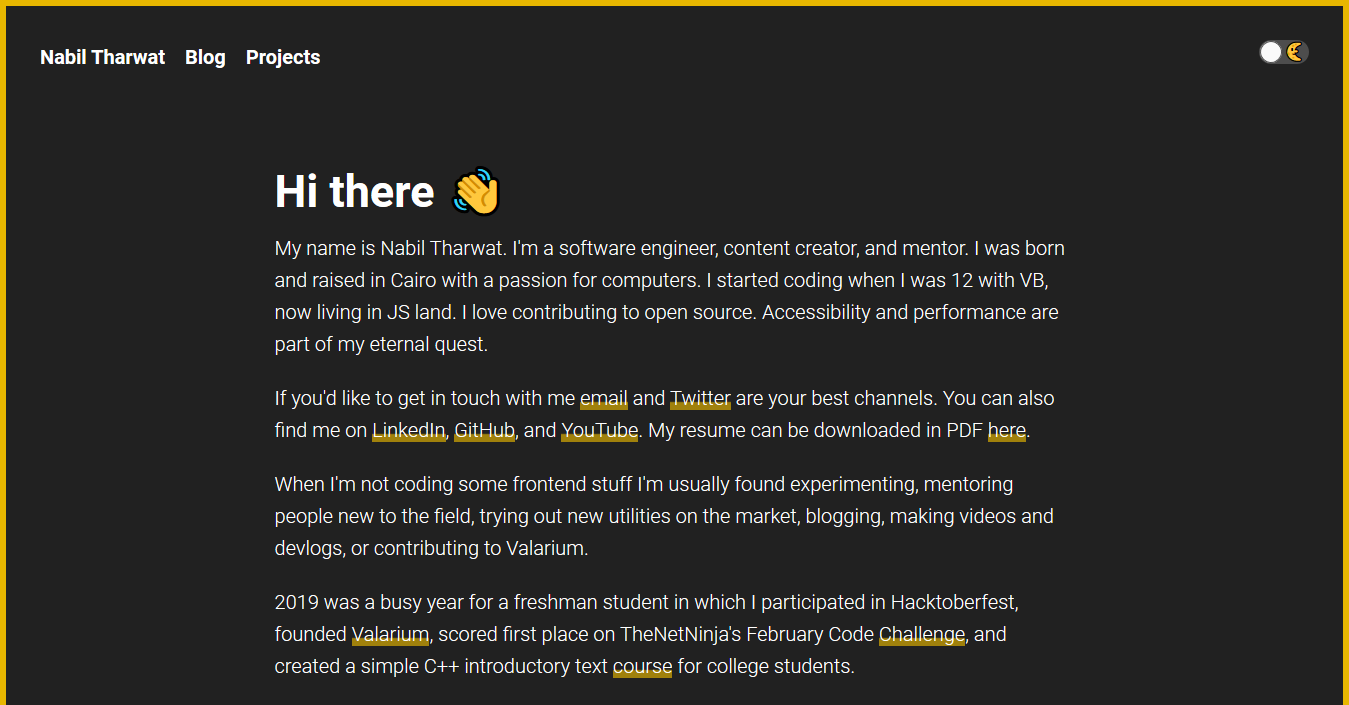 Nabil Tharwat Blog Projects
Hi there 👋
My name is Nabil Tharwat. I'm a software engineer, content creator, and mentor. I was born
and raised in Cairo with a passion for computers. I started coding when I was 12 with VB,
now living in JS land. I love contributing to open source. Accessibility and performance are
part of my eternal quest.
If you'd like to get in touch with me email and Twitter are your best channels. You can also
find me on LinkedIn, GitHub, and YouTube. My resume can be downloaded in PDF here.
When I'm not coding some frontend stuff I'm usually found experimenting, mentoring
people new to the field, trying out new utilities on the market, blogging, making videos and
devlogs, or contributing to Valarium.
2019 was a busy year for a freshman student in which I participated in Hacktoberfest,
founded Valarium, scored first place on TheNetNinja's February Code Challenge, and
created a simple C++ introductory text course for college students.